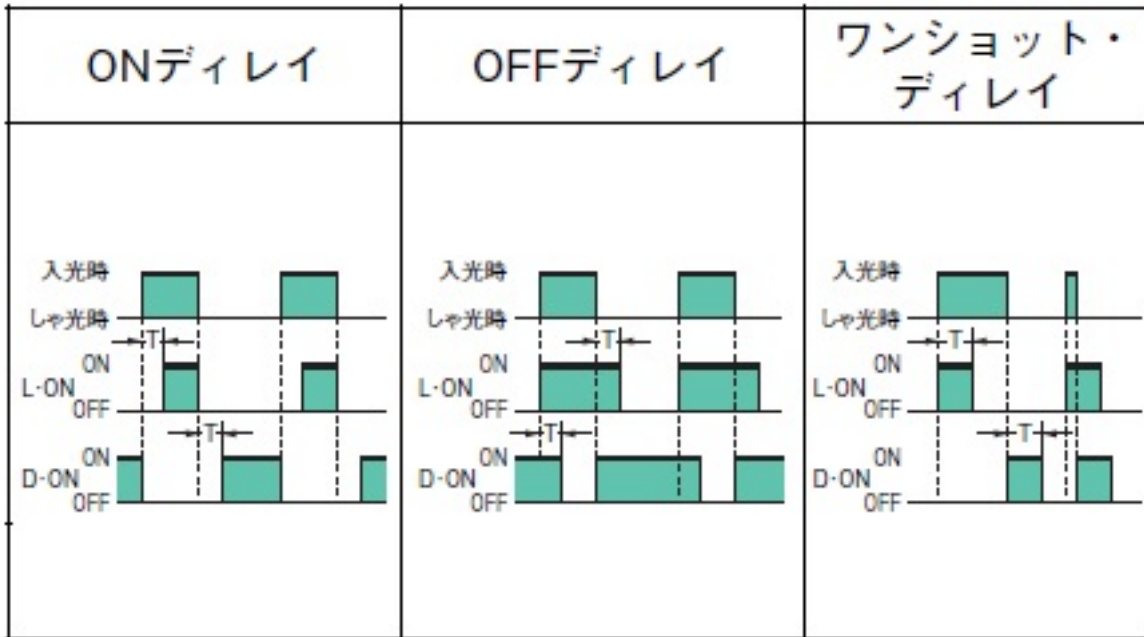 ONディレイ
OFFディレイ
ワンショット・
ディレイ
入光時
しゃ光時
T
ON
L·ON
OFF
T
ON
D·ON
OFF
入光時
しゃ光時
T
ON
L·ON
OFF
T
ON
D·ON
OFF
入光時
しゃ光時
T
ON
L·ON
OFF
T
ON
D·ON
OFF